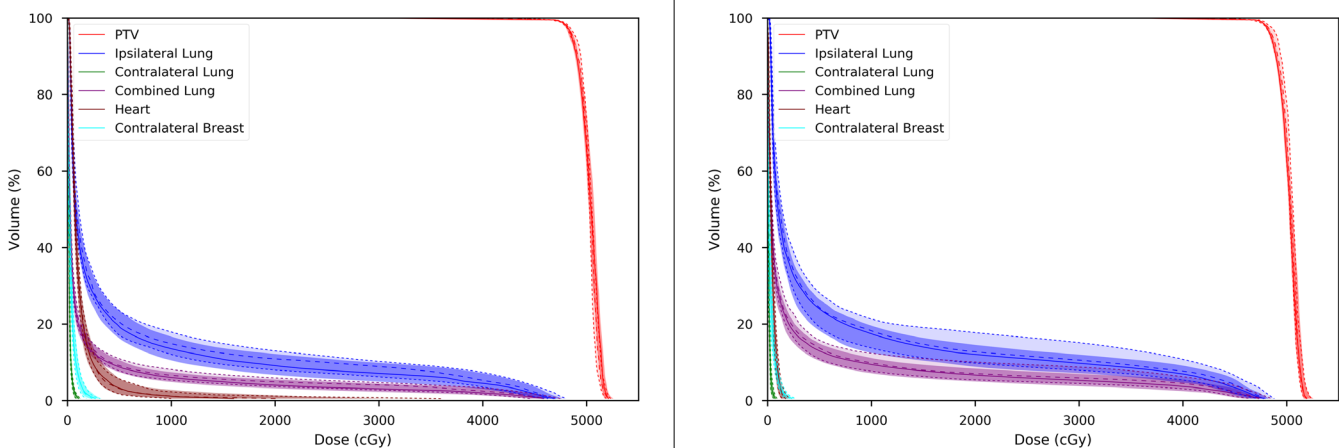 100
80
60
40
20
0
Volume (%)
PTV
Ipsilateral Lung
Contralateral Lung
Combined Lung
Heart
Contralateral Breast
0 1000 2000 3000 4000 5000
Dose (cGy)
100
80
60
40
20
0
Volume (%)
PTV
Ipsilateral Lung
Contralateral Lung
Combined Lung
Heart
Contralateral Breast
0 1000 2000 3000 4000 5000
Dose (cGy)